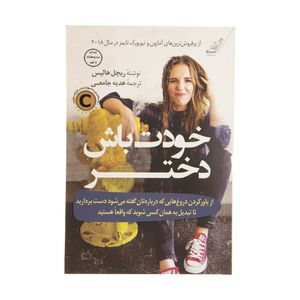 از پرفروش‌ترین‌های آمازون و نیویورک تایمز در سال ۲۰۱۸
نوشتهٔ ریچل هالیس
ترجمهٔ هدیه جامعی
C
خودت باش
دختر
از باور کردن دروغ‌هایی که درباره‌تان گفته می‌شود دست بردارید
تا تبدیل به همان کسی شوید که واقعاً هستید